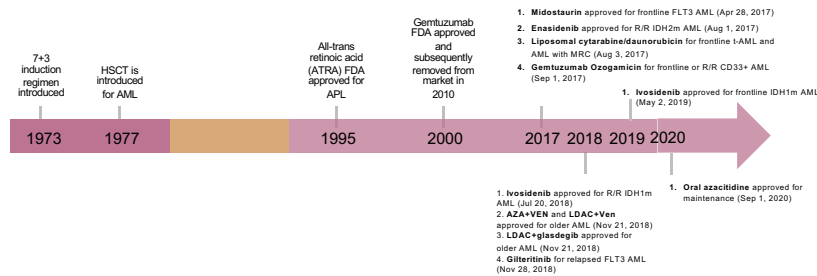 7+3
induction
regimen
introduced
HSCT is
introduced
for AML
All-trans
retinoic acid
(ATRA) FDA
approved for
APL
Gemtuzumab
FDA approved
and
subsequently
removed from
market in
2010
1. Midostaurin approved for frontline FLT3 AML (Apr 28, 2017)
2. Enasidenib approved for R/R IDH2m AML (Aug 1, 2017)
3. Liposomal cytarabine/daunorubicin for frontline t-AML and
AML with MRC (Aug 3, 2017)
4. Gemtuzumab Ozogamicin for frontline or R/R CD33+ AML
(Sep 1, 2017)
1. Ivosidenib approved for frontline IDH1m AML
(May 2, 2019)
1973 1977 1995 2000 2017 2018 2019 2020
1. Ivosidenib approved for R/R IDH1m
AML (Jul 20, 2018)
2. AZA+VEN and LDAC+Ven
approved for older AML (Nov 21, 2018)
3. LDAC+glasdegib approved for
older AML (Nov 21, 2018)
4. Gilteritinib for relapsed FLT3 AML
(Nov 28, 2018)
1. Oral azacitidine approved for
maintenance (Sep 1, 2020)